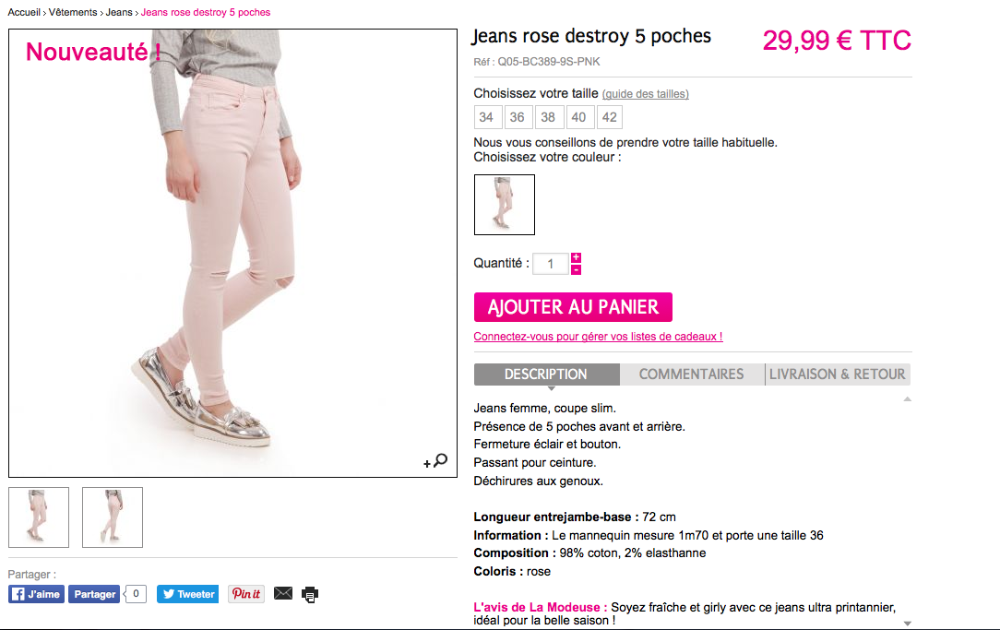 Accueil › Vêtements › Jeans › Jeans rose destroy 5 poches
Nouveauté !
Jeans rose destroy 5 poches
29,99 € TTC
Réf : Q05-BC389-9S-PNK
Choisissez votre taille (guide des tailles)
34 36 38 40 42
Nous vous conseillons de prendre votre taille habituelle.
Choisissez votre couleur :
Quantité : 1 + -
AJOUTER AU PANIER
Connectez-vous pour gérer vos listes de cadeaux !
DESCRIPTION COMMENTAIRES LIVRAISON & RETOUR
Jeans femme, coupe slim.
Présence de 5 poches avant et arrière.
Fermeture éclair et bouton.
Passant pour ceinture.
Déchirures aux genoux.
Longueur entrejambe-base : 72 cm
Information : Le mannequin mesure 1m70 et porte une taille 36
Composition : 98% coton, 2% elasthanne
Coloris : rose
L'avis de La Modeuse : Soyez fraîche et girly avec ce jeans ultra printannier,
idéal pour la belle saison !
Partager :
J'aime Partager 0 Tweeter Pin it